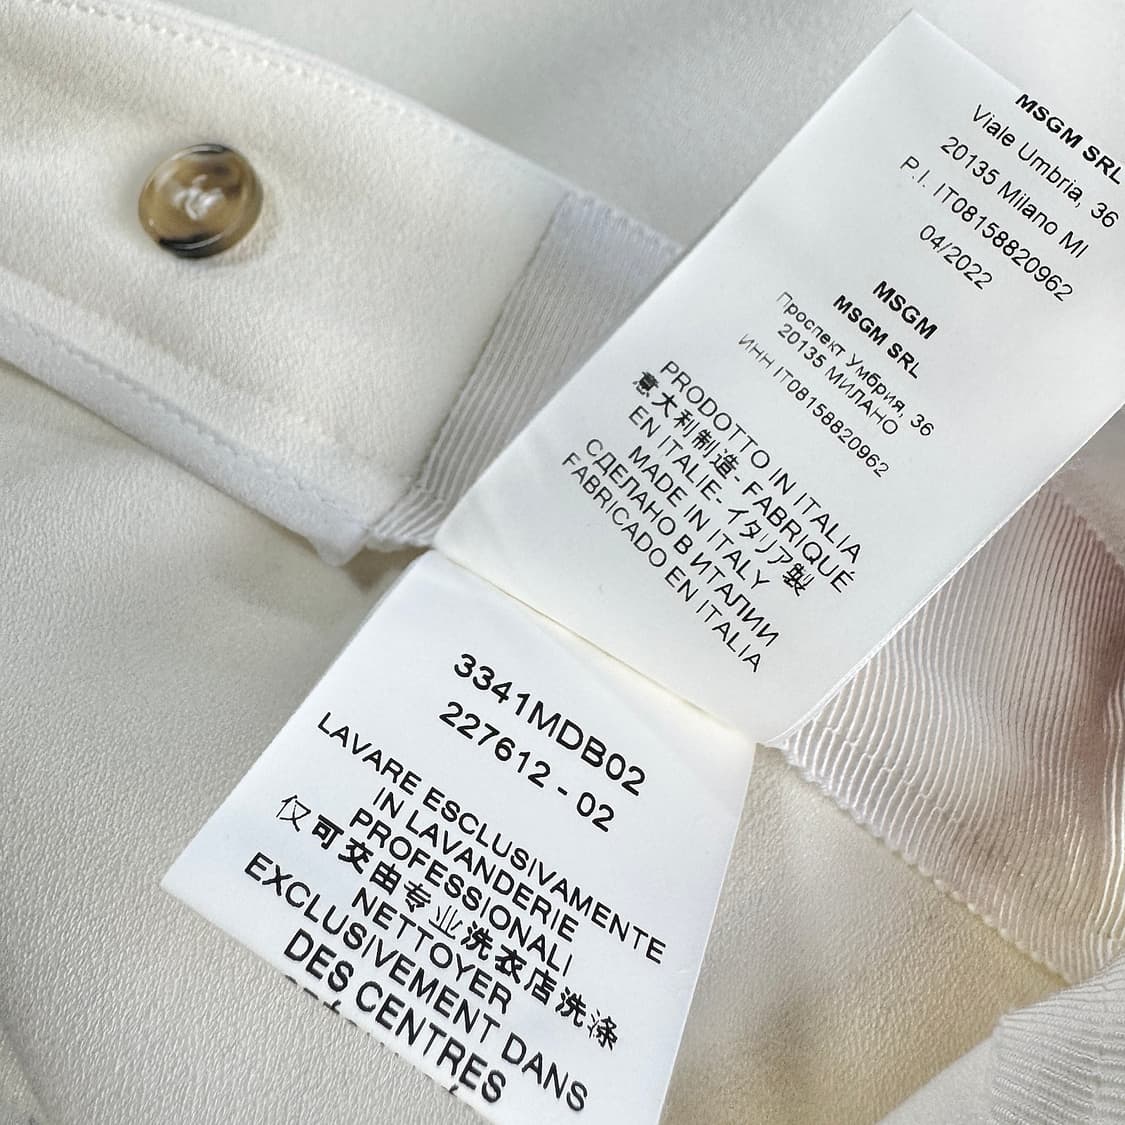 MSGM SRL
Viale Umbria, 36
20135 Milano MI
P.I. IT08158820962
04/2022
MSGM
MSGM SRL
Проспект Умбрия, 36
20135 МИЛАНО
ИНН IT08158820962
PRODOTTO IN ITALIA
意大利制造- FABRIQUÉ
EN ITALIE-イタリア製
MADE IN ITALY
СДЕЛАНО В ИТАЛИИ
FABRICADO EN ITALIA
3341MDB02
227612 - 02
LAVARE ESCLUSIVAMENTE
IN LAVANDERIE
PROFESSIONALI
仅可交由专业洗衣店洗涤
NETTOYER
EXCLUSIVEMENT DANS
DES CENTRES